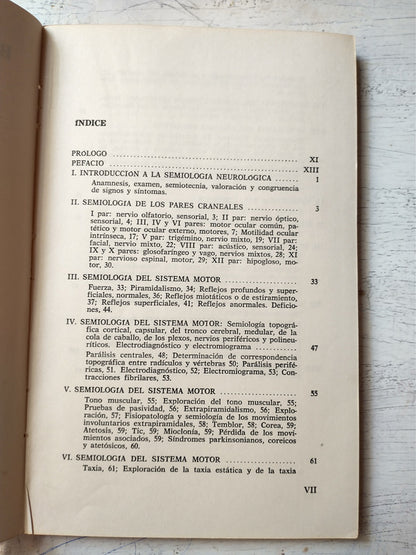 ÍNDICE
PROLOGO XI
PEFACIO XIII
I. INTRODUCCION A LA SEMIOLOGIA NEUROLOGICA 1
Anamnesis, examen, semiotecnia, valoración y congruencia
de signos y síntomas.
II. SEMIOLOGIA DE LOS PARES CRANEALES 3
I par: nervio olfatorio, sensorial, 3; II par: nervio óptico,
sensorial, 4; III, IV y VI pares: motor ocular común, pa-
tético y motor ocular externo, motores, 7; Motilidad ocular
intrínseca, 17; V par: trigémino, nervio mixto, 19; VII par:
facial, nervio mixto, 22; VIII par: acústico, sensorial, 24;
IX y X pares: glosofaríngeo y vago, nervios mixtos, 28; XI
par: nervioso espinal, motor, 29; XII par: hipogloso, mo-
tor, 30.
III. SEMIOLOGIA DEL SISTEMA MOTOR 33
Fuerza, 33; Piramidalismo, 34; Reflejos profundos y super-
ficiales, normales, 36; Reflejos miotáticos o de estiramiento,
37; Reflejos superficiales, 41; Reflejos anormales. Deficio-
nes, 44.
IV. SEMIOLOGIA DEL SISTEMA MOTOR: Semiología topográ-
fica cortical, capsular, del tronco cerebral, medular, de la
cola de caballo, de los plexos, nervios periféricos y polineu-
ríticos. Electrodiagnóstico y electromiograma 47
Parálisis centrales, 48; Determinación de correspondencia
topográfica entre radículos y vértebras 50; Parálisis perifé-
ricas, 51. Electrodiagnóstico, 52; Electromiograma, 53; Con-
tracciones fibrilares, 53.
V. SEMIOLOGIA DEL SISTEMA MOTOR 55
Tono muscular, 55; Exploración del tono muscular, 55;
Pruebas de pasividad, 56; Extrapiramidalismo, 56; Explo-
ración, 57; Fisiopatología y semiología de los movimientos
involuntarios extrapiramidales, 58; Temblor, 58; Corea, 59;
Atetosis, 59; Tic, 59; Mioclonía, 59; Pérdida de los movi-
mientos asociados, 59; Síndromes parkinsonianos, coreicos
y atetósicos, 60.
VI. SEMIOLOGIA DEL SISTEMA MOTOR 61
Taxia, 61; Exploración de la taxia estática y de la taxia
VII